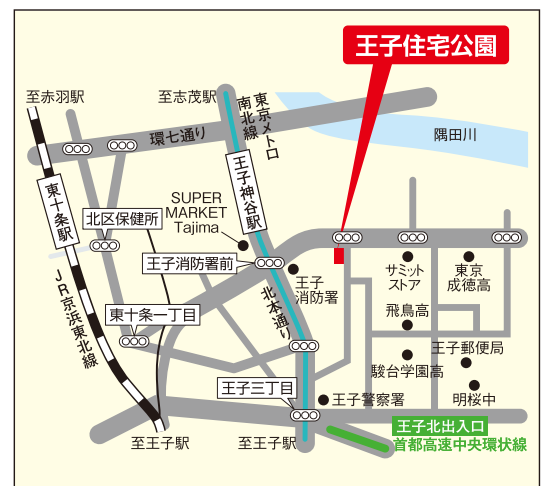 王子住宅公園
至赤羽駅
至志茂駅
東京メトロ
南北線
環七通り
隅田川
王子神谷駅
東十条駅
SUPER
MARKET
Tajima
北区保健所
王子消防署前
王子
消防署
サミット
ストア
東京
成徳高
北本通り
飛鳥高
東十条一丁目
JR京浜東北線
王子郵便局
駿台学園高
王子三丁目
王子警察署
明桜中
王子北出入口
首都高速中央環状線
至王子駅
至王子駅